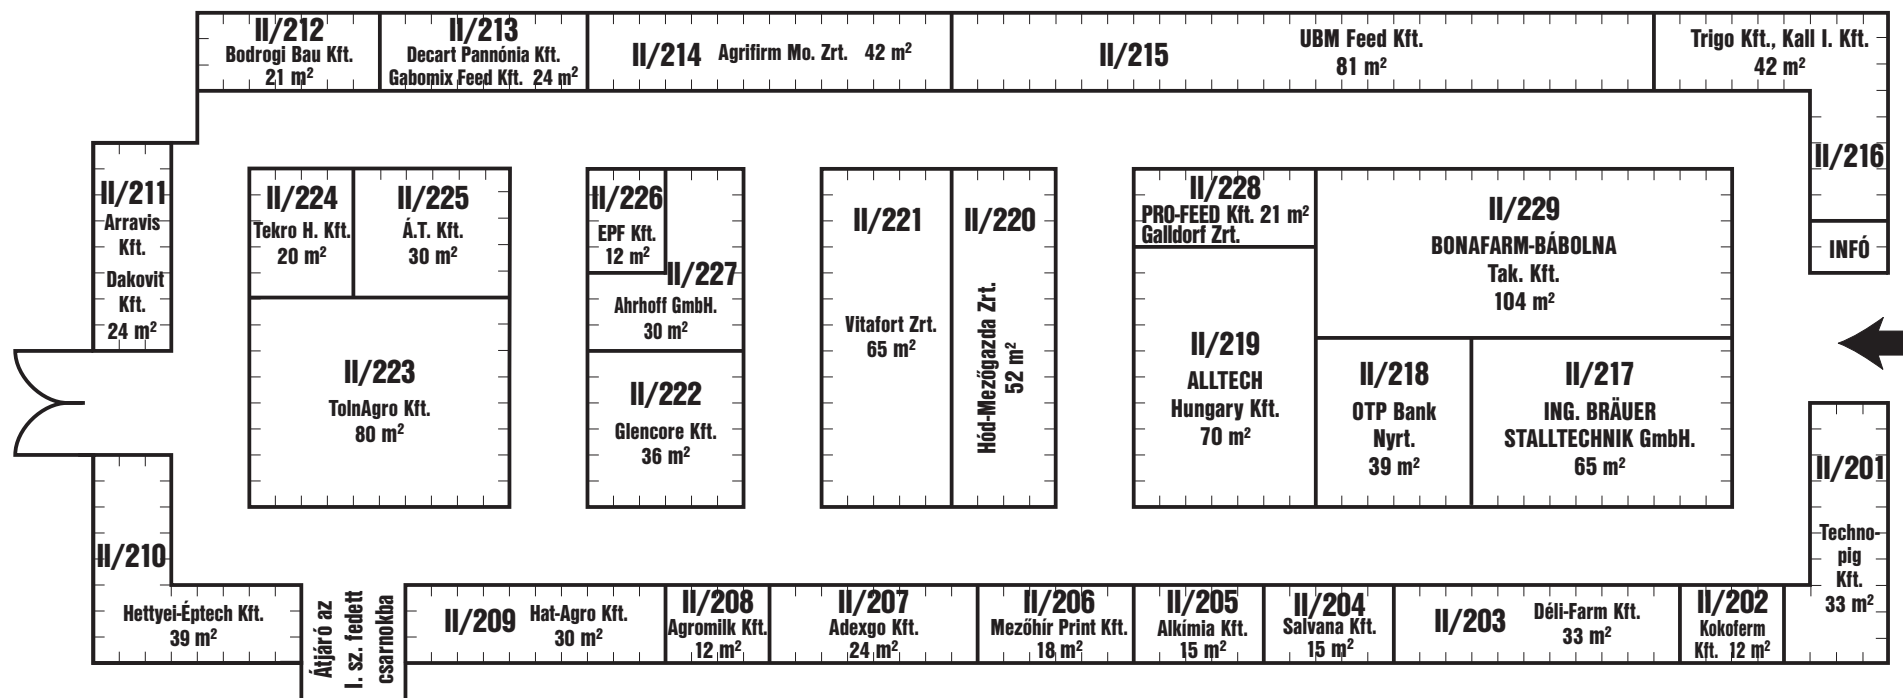 II/212
Bodrogi Bau Kft.
21 m²
II/213
Decart Pannónia Kft.
Gabomix Feed Kft. 24 m²
II/214 Agrifirm Mo. Zrt. 42 m²
II/215
UBM Feed Kft.
81 m²
Trigo Kft., Kall I. Kft.
42 m²
II/216
INFÓ
II/211
Arravis
Kft.
Dakovit
Kft.
24 m²
II/224
Tekro H. Kft.
20 m²
II/225
Á.T. Kft.
30 m²
II/223
TolnAgro Kft.
80 m²
II/226
EPF Kft.
12 m²
II/227
Ahrhoff GmbH.
30 m²
II/222
Glencore Kft.
36 m²
II/221
Vitafort Zrt.
65 m²
II/220
Hód-Mezőgazda Zrt.
52 m²
II/228
PRO-FEED Kft. 21 m²
Galldorf Zrt.
II/219
ALLTECH
Hungary Kft.
70 m²
II/229
BONAFARM-BÁBOLNA
Tak. Kft.
104 m²
II/218
OTP Bank
Nyrt.
39 m²
II/217
ING. BRÄUER
STALLTECHNIK GmbH.
65 m²
II/201
Techno-
pig
Kft.
33 m²
II/210
Hettyei-Éptech Kft.
39 m²
Átjáró az
I. sz. fedett
csarnokba
II/209
Hat-Agro Kft.
30 m²
II/208
Agromilk Kft.
12 m²
II/207
Adexgo Kft.
24 m²
II/206
Mezőhír Print Kft.
18 m²
II/205
Alkímia Kft.
15 m²
II/204
Salvana Kft.
15 m²
II/203
Déli-Farm Kft.
33 m²
II/202
Kokoferm
Kft. 12 m²